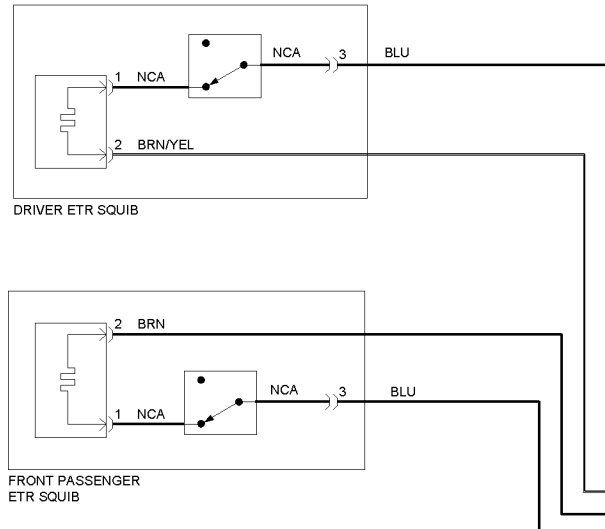 NCA 3 BLU
1 NCA
2 BRN/YEL
DRIVER ETR SQUIB
2 BRN
NCA 3 BLU
1 NCA
FRONT PASSENGER
ETR SQUIB